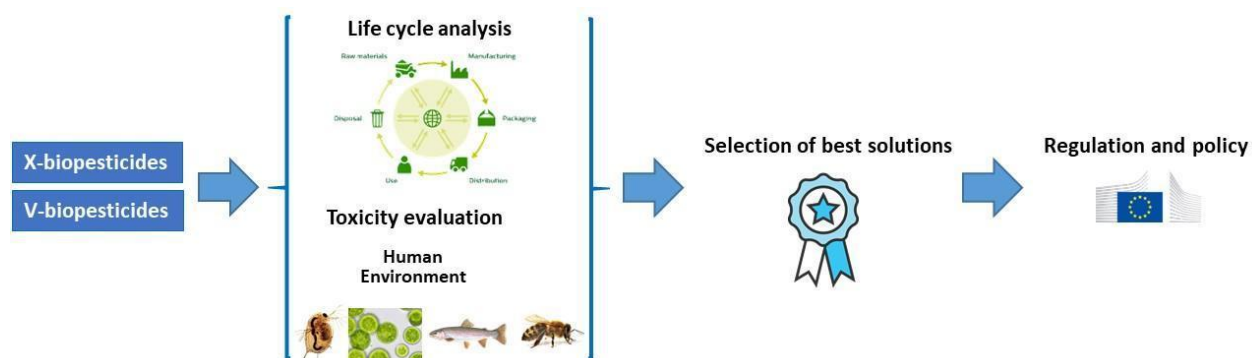 X-biopesticides
V-biopesticides
Life cycle analysis
Raw materials
Manufacturing
Disposal
Packaging
Use
Distribution
Toxicity evaluation
Human
Environment
Selection of best solutions
Regulation and policy